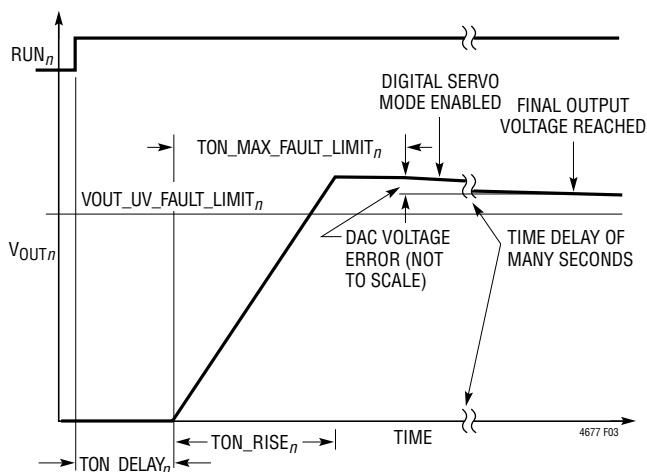 RUNn
DIGITAL SERVO
MODE ENABLED
FINAL OUTPUT
VOLTAGE REACHED
TON_MAX_FAULT_LIMITn
VOUT_UV_FAULT_LIMITn
VOUTn
DAC VOLTAGE
ERROR (NOT
TO SCALE)
TIME DELAY OF
MANY SECONDS
TON_RISEn
TIME
4677 F03
TON_DELAYn